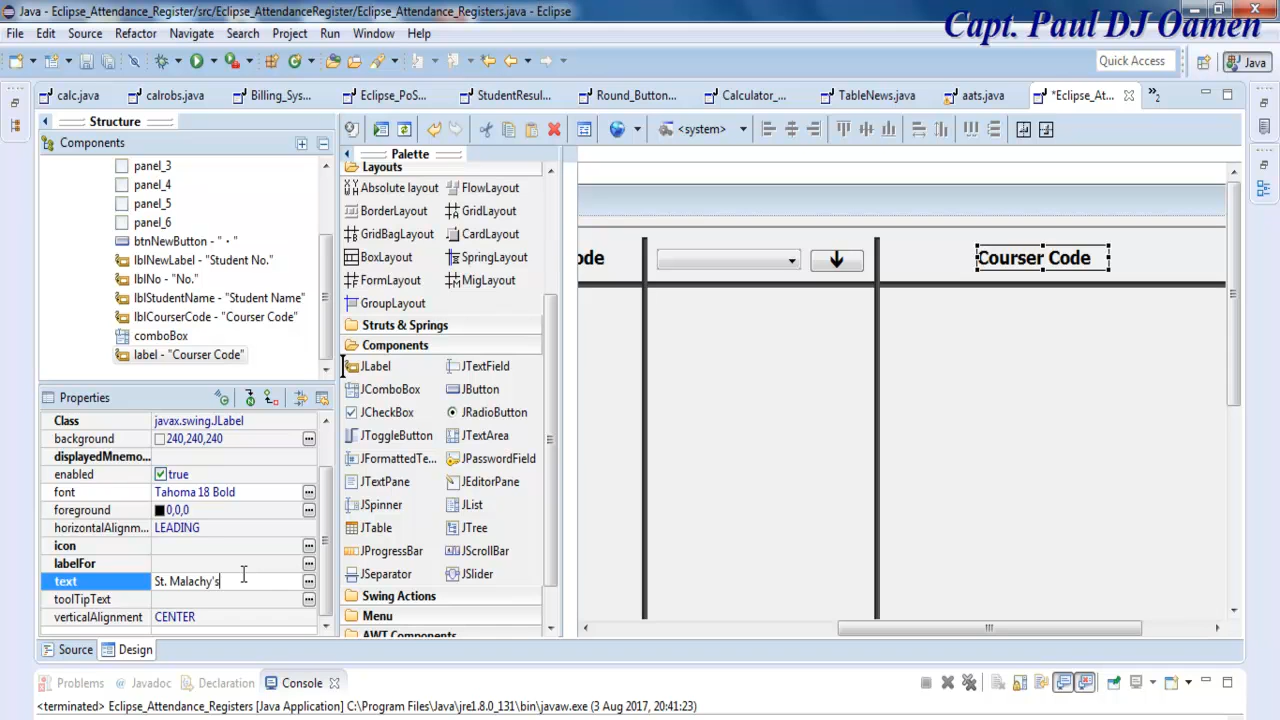 Java - Eclipse_Attendance_Register/src/Eclipse_AttendanceRegister/Eclipse_Attendance_Registers.java - Eclipse
Capt. Paul DJ Oamen
File Edit Source Refactor Navigate Search Project Run Window Help
Quick Access
Java
calc.java calrobs.java Billing_Sys... Eclipse_PoS... StudentResul... Round_Button... Calculator_... TableNews.java aats.java *Eclipse_At... »2
Structure
<system>
Components
Palette
panel_3
panel_4
panel_5
panel_6
btnNewButton - " · "
lblNewLabel - "Student No."
lblNo - "No."
lblStudentName - "Student Name"
lblCourserCode - "Courser Code"
comboBox
label - "Courser Code"
Layouts
Absolute layout FlowLayout
BorderLayout GridLayout
GridBagLayout CardLayout
BoxLayout SpringLayout
FormLayout MigLayout
GroupLayout
Struts & Springs
Components
JLabel JTextField
JComboBox JButton
JCheckBox JRadioButton
JToggleButton JTextArea
JFormattedTe... JPasswordField
JTextPane JEditorPane
JSpinner JList
JTable JTree
JProgressBar JScrollBar
JSeparator JSlider
Swing Actions
Menu
AWT Components
ode
Courser Code
Properties
Class javax.swing.JLabel
background 240,240,240
displayedMnemo...
enabled true
font Tahoma 18 Bold
foreground 0,0,0
horizontalAlignm... LEADING
icon
labelFor
text St. Malachy's
toolTipText
verticalAlignment CENTER
Source Design
Problems Javadoc Declaration Console
<terminated> Eclipse_Attendance_Registers [Java Application] C:\Program Files\Java\jre1.8.0_131\bin\javaw.exe (3 Aug 2017, 20:41:23)